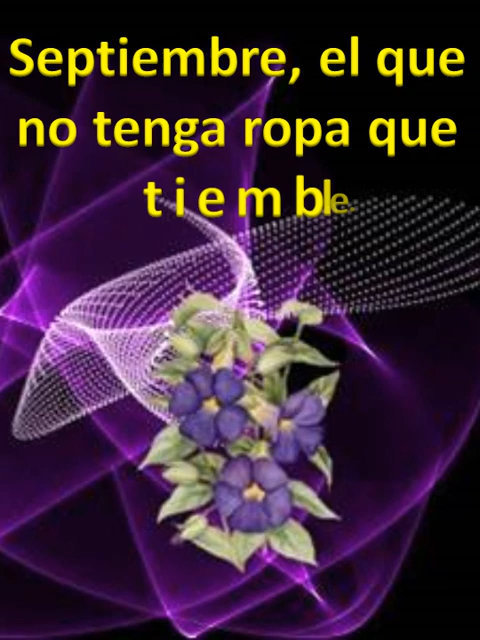 Septiembre, el que
no tenga ropa que
t i e m ble.